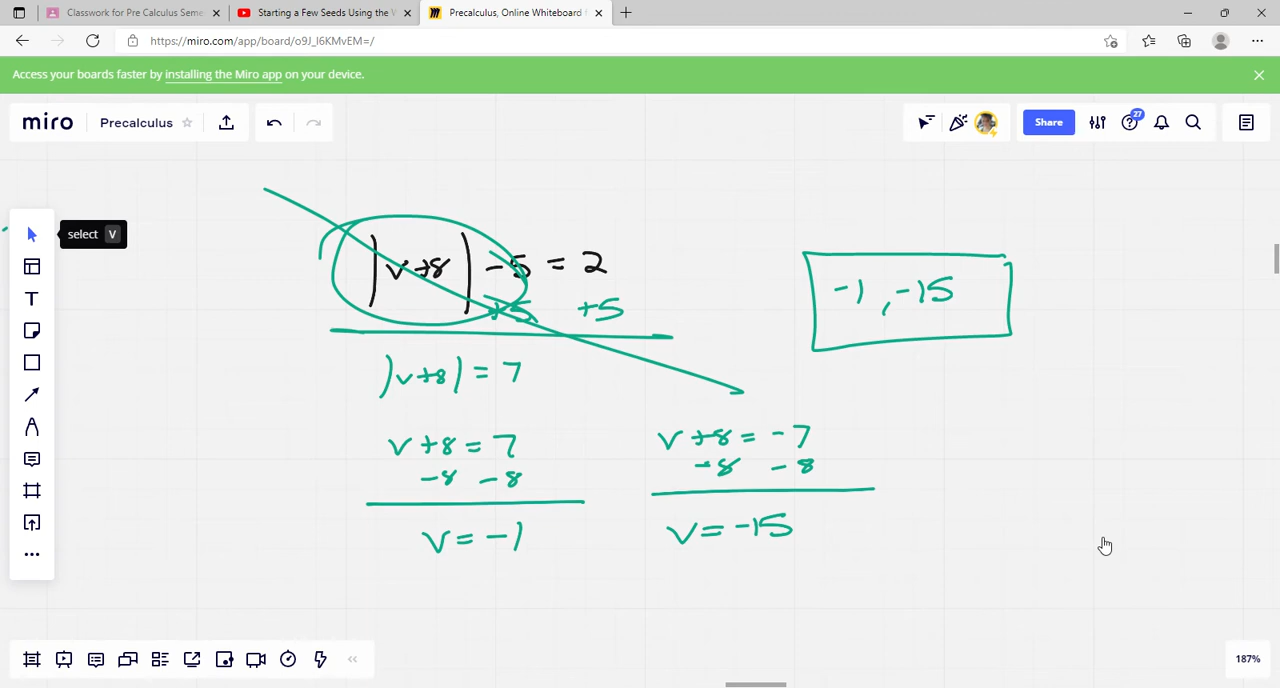 Classwork for Pre Calculus Seme
Starting a Few Seeds Using the W
Precalculus, Online Whiteboard
https://miro.com/app/board/o9J_l6KMvEM=/
Access your boards faster by installing the Miro app on your device.
miro Precalculus
Share
27
select V
|v+8| -5 = 2
+5 +5
|v+8| = 7
-1, -15
v+8 = 7
-8 -8
v = -1
v+8 = -7
-8 -8
v = -15
187%